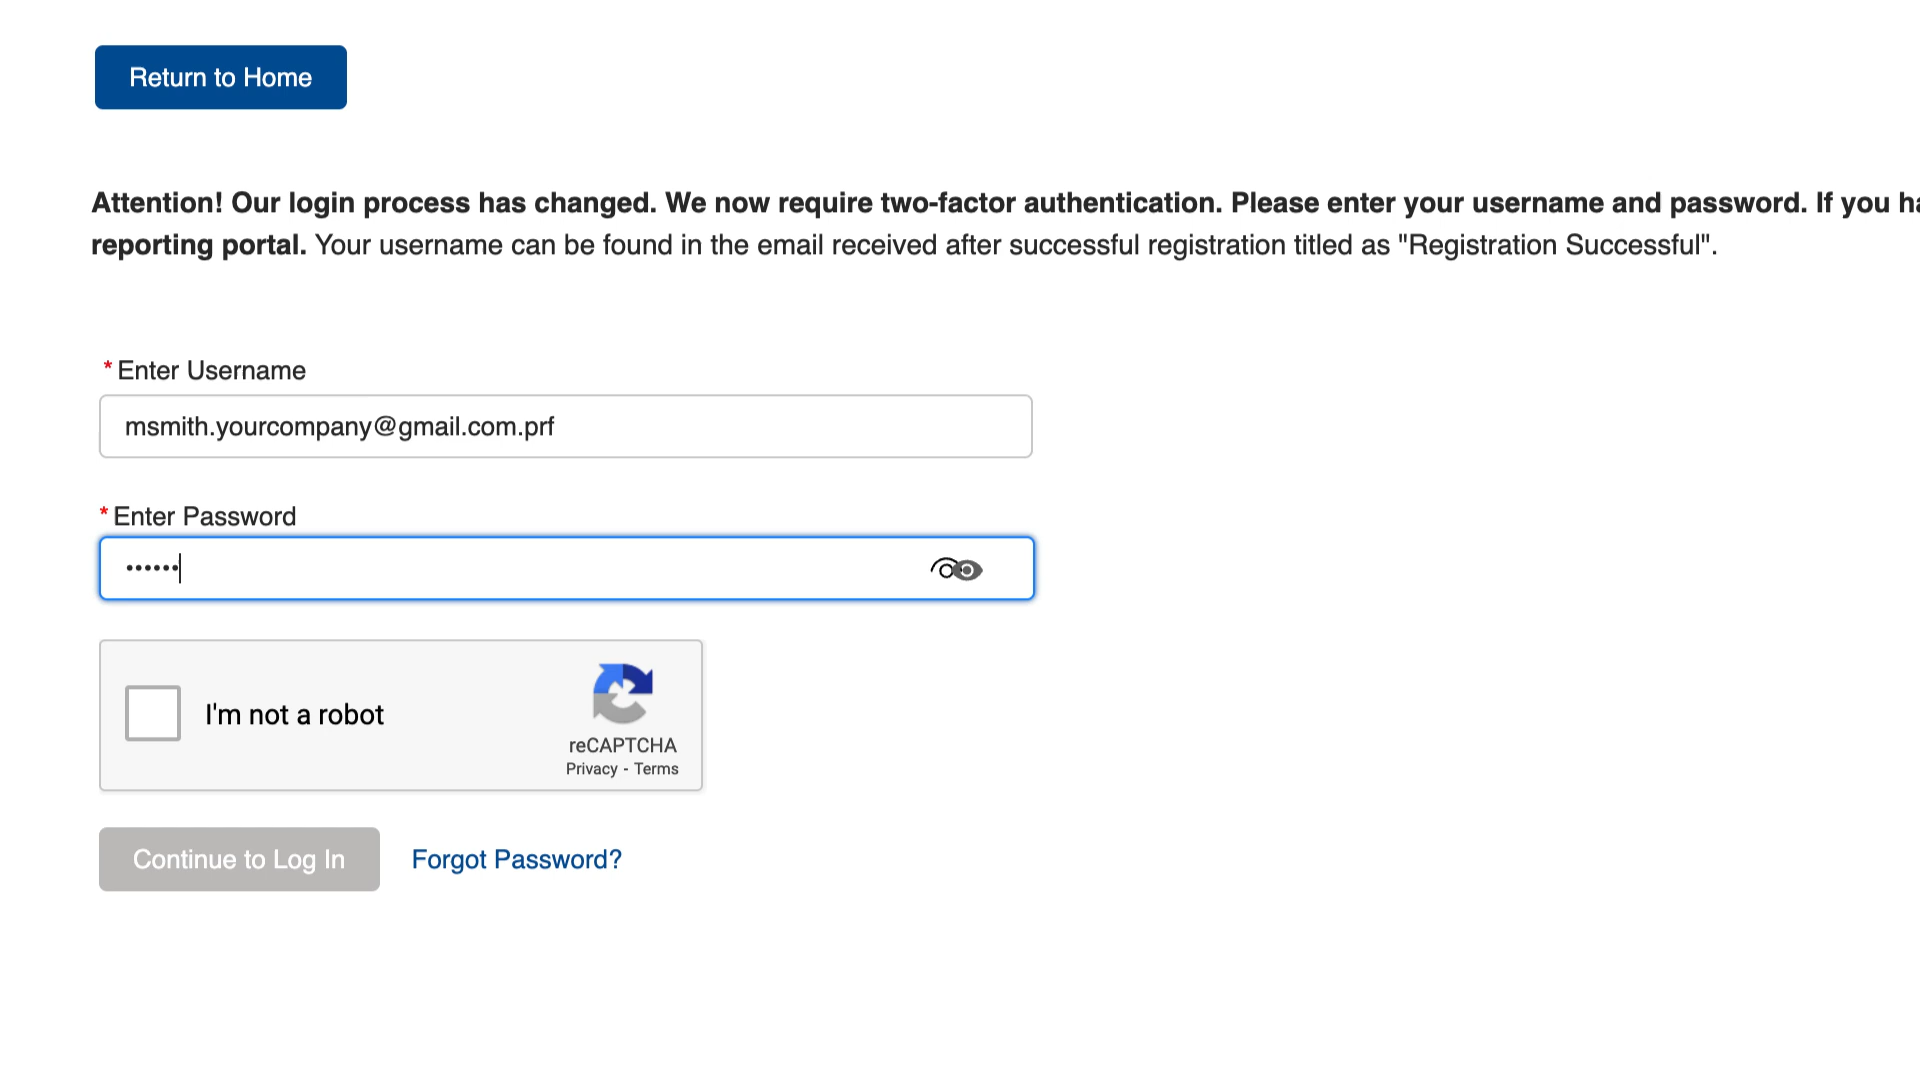 Return to Home
Attention! Our login process has changed. We now require two-factor authentication. Please enter your username and password. If you
reporting portal. Your username can be found in the email received after successful registration titled as "Registration Successful".
*Enter Username
msmith.yourcompany@gmail.com.prf
*Enter Password
••••••
I'm not a robot
reCAPTCHA
Privacy - Terms
Continue to Log In
Forgot Password?